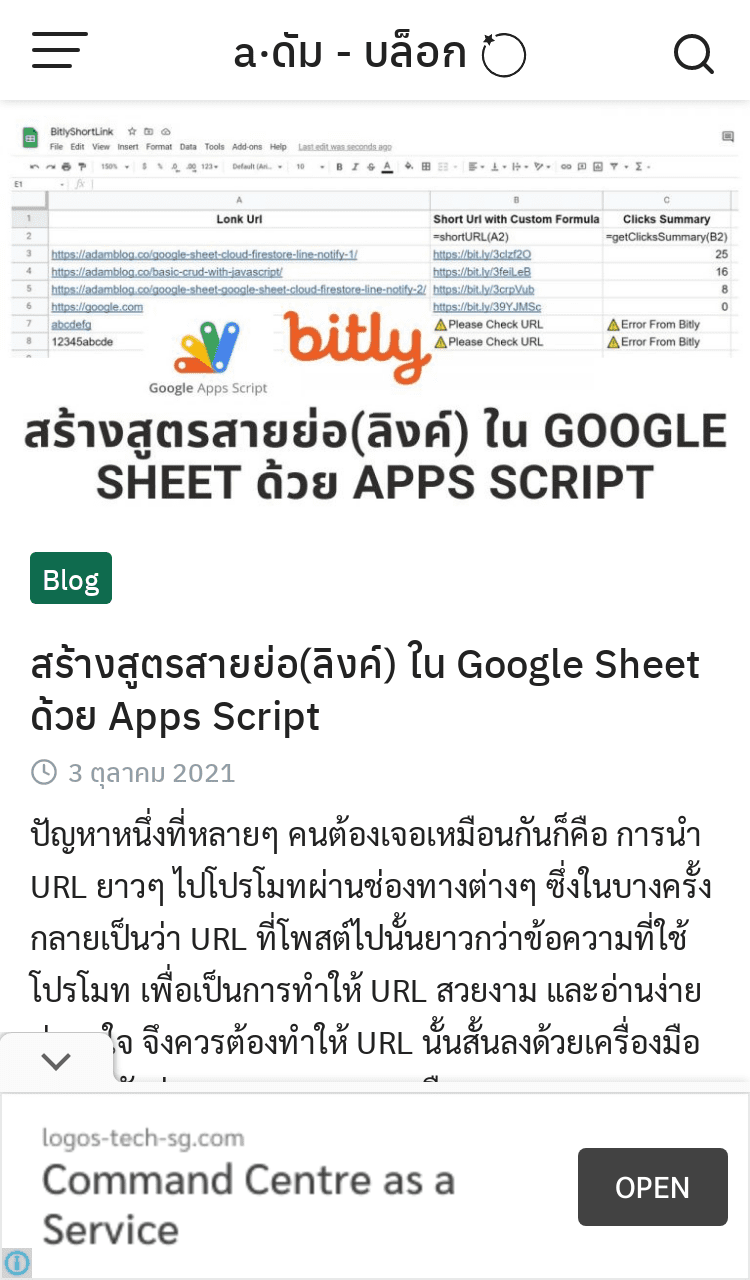 a·ดัม - บล็อก
BitlyShortLink
File Edit View Insert Format Data Tools Add-ons Help Last edit was seconds ago
150% $ % .0 .00 123 Default (Ari... 10 B I S A
E1 fx
A B C
1 Lonk Url Short Url with Custom Formula Clicks Summary
2 =shortURL(A2) =getClicksSummary(B2)
3 https://adamblog.co/google-sheet-cloud-firestore-line-notify-1/ https://bit.ly/3clzf2O 25
4 https://adamblog.co/basic-crud-with-javascript/ https://bit.ly/3feiLeB 16
5 https://adamblog.co/google-sheet-google-sheet-cloud-firestore-line-notify-2/ https://bit.ly/3crpVub 8
6 https://google.com https://bit.ly/39YJMSc 0
7 abcdefg ⚠Please Check URL ⚠Error From Bitly
8 12345abcde ⚠Please Check URL ⚠Error From Bitly
bitly
Google Apps Script
สร้างสูตรสายย่อ(ลิงค์) ใน GOOGLE
SHEET ด้วย APPS SCRIPT
Blog
สร้างสูตรสายย่อ(ลิงค์) ใน Google Sheet
ด้วย Apps Script
3 ตุลาคม 2021
ปัญหาหนึ่งที่หลายๆ คนต้องเจอเหมือนกันก็คือ การนำ
URL ยาวๆ ไปโปรโมทผ่านช่องทางต่างๆ ซึ่งในบางครั้ง
กลายเป็นว่า URL ที่โพสต์ไปนั้นยาวกว่าข้อความที่ใช้
โปรโมท เพื่อเป็นการทำให้ URL สวยงาม และอ่านง่าย
จึงควรต้องทำให้ URL นั้นสั้นลงด้วยเครื่องมือ
logos-tech-sg.com
Command Centre as a
Service
OPEN